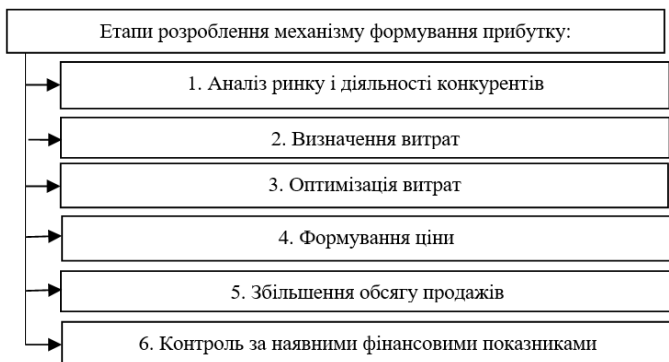 Етапи розроблення механізму формування прибутку:
1. Аналіз ринку і діяльності конкурентів
2. Визначення витрат
3. Оптимізація витрат
4. Формування ціни
5. Збільшення обсягу продажів
6. Контроль за наявними фінансовими показниками